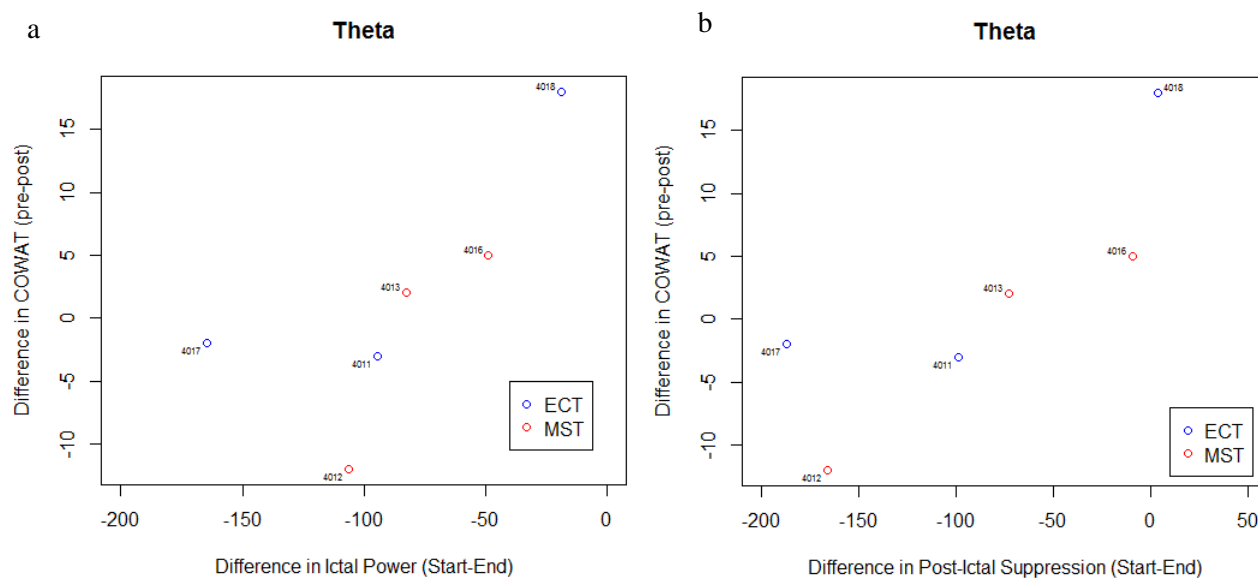 a
Theta
Difference in COWAT (pre-post)
15
10
5
0
-5
-10
4018
4016
4013
4017
4011
4012
ECT
MST
-200 -150 -100 -50 0
Difference in Ictal Power (Start-End)
b
Theta
Difference in COWAT (pre-post)
15
10
5
0
-5
-10
4018
4016
4013
4017
4011
4012
ECT
MST
-200 -150 -100 -50 0 50
Difference in Post-Ictal Suppression (Start-End)